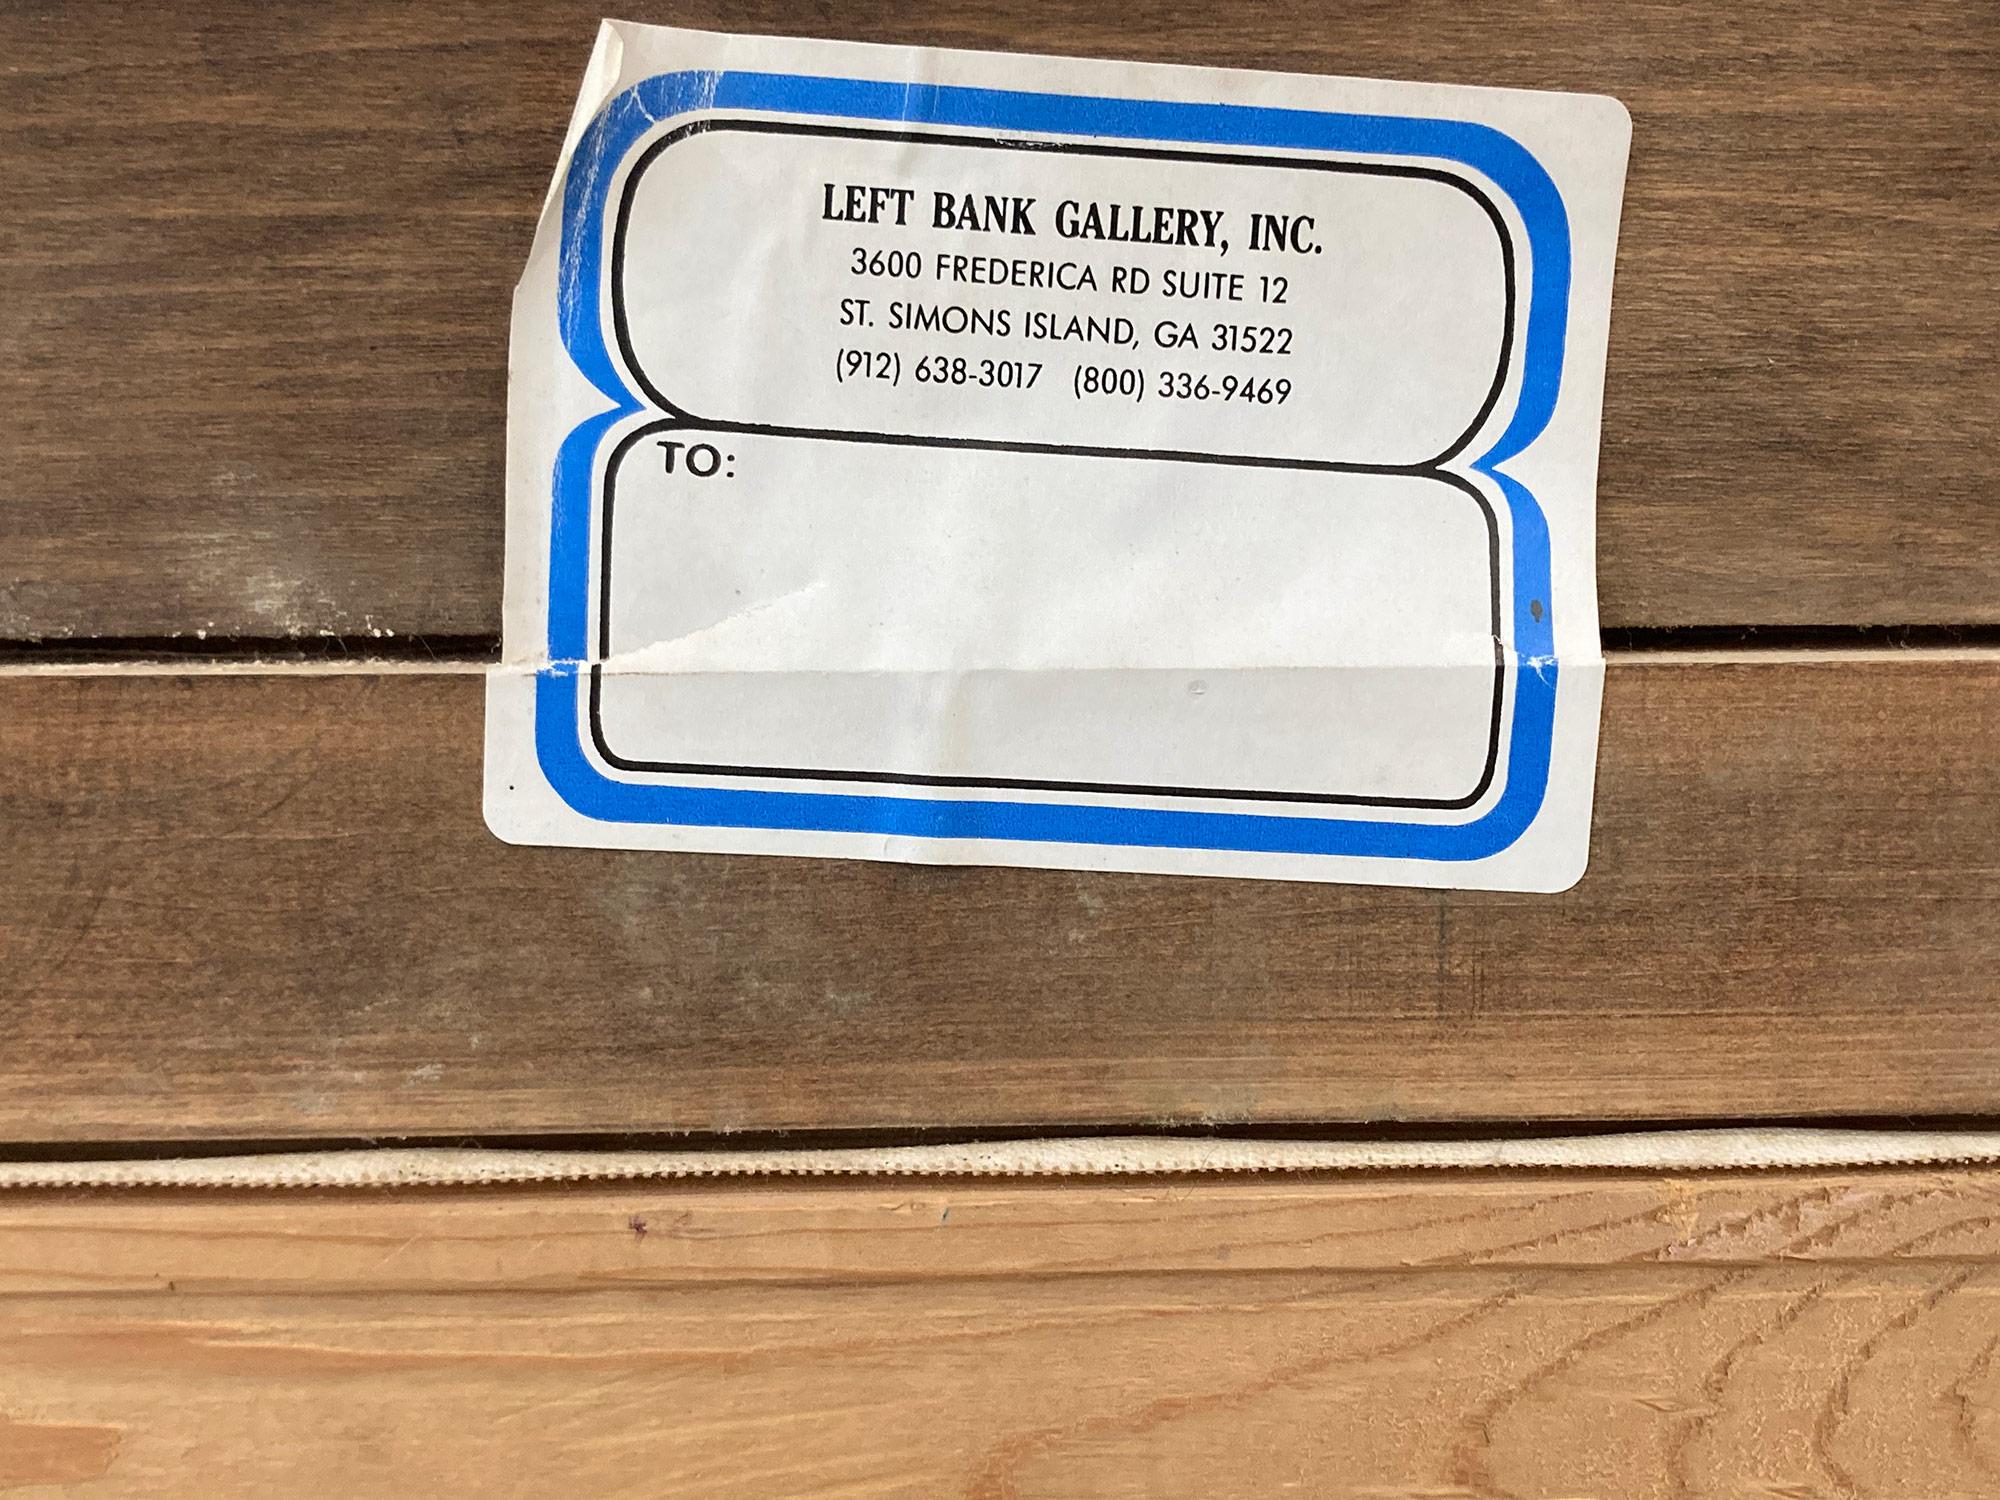 LEFT BANK GALLERY, INC.
3600 FREDERICA RD SUITE 12
ST. SIMONS ISLAND, GA 31522
(912) 638-3017 (800) 336-9469
TO: